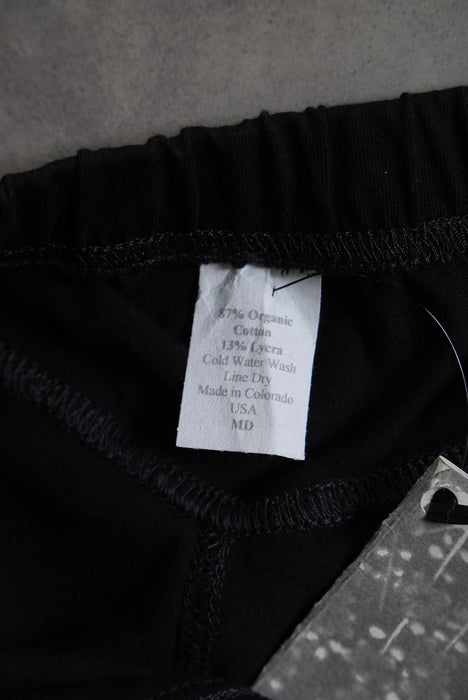 87% Organic
Cotton
13% Lycra
Cold Water Wash
Line Dry
Made in Colorado
USA
MD